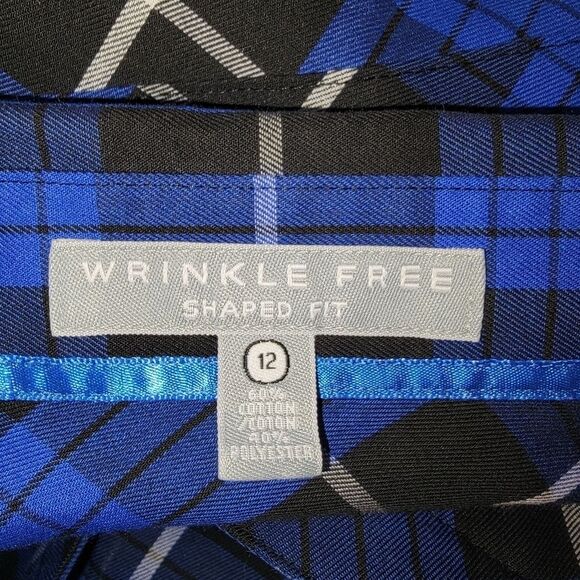 WRINKLE FREE
SHAPED FIT
12
60%
COTTON
/COTON
40%
POLYESTER